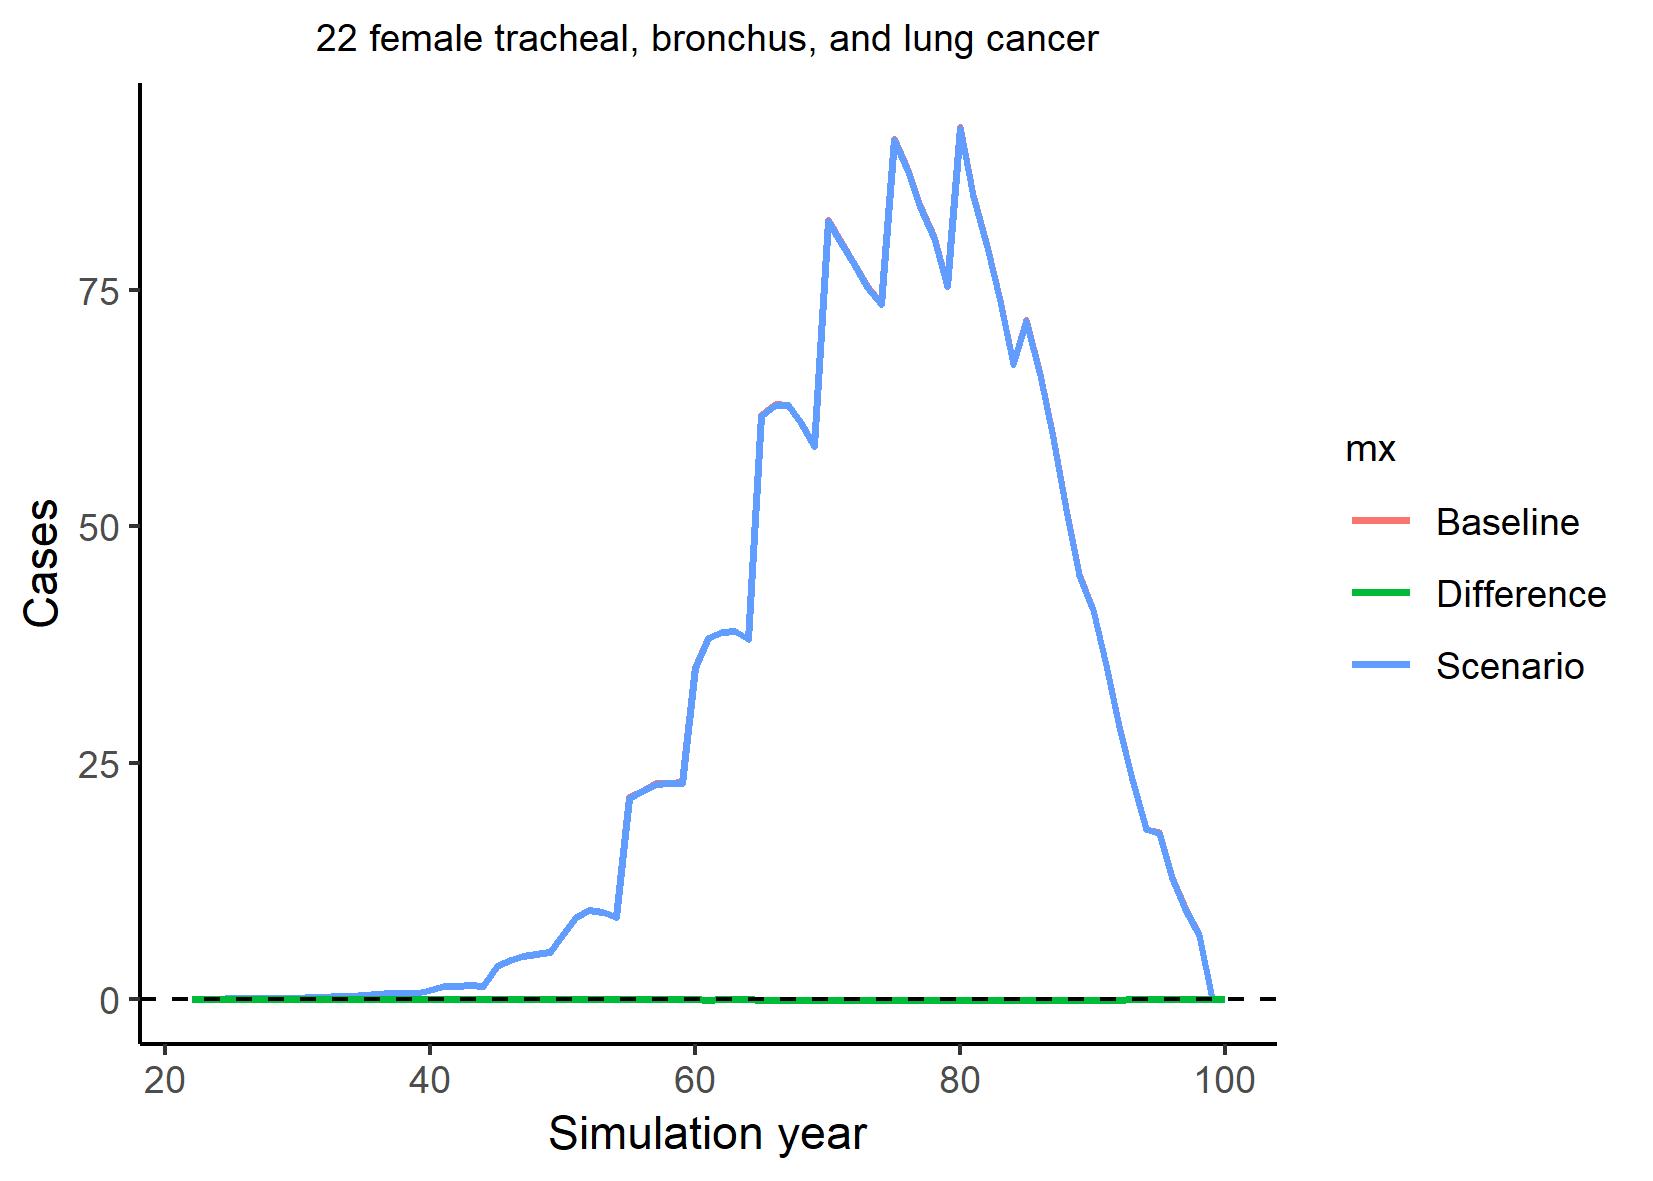 22 female tracheal, bronchus, and lung cancer
Cases
75
50
25
0
20 40 60 80 100
Simulation year
mx
Baseline
Difference
Scenario